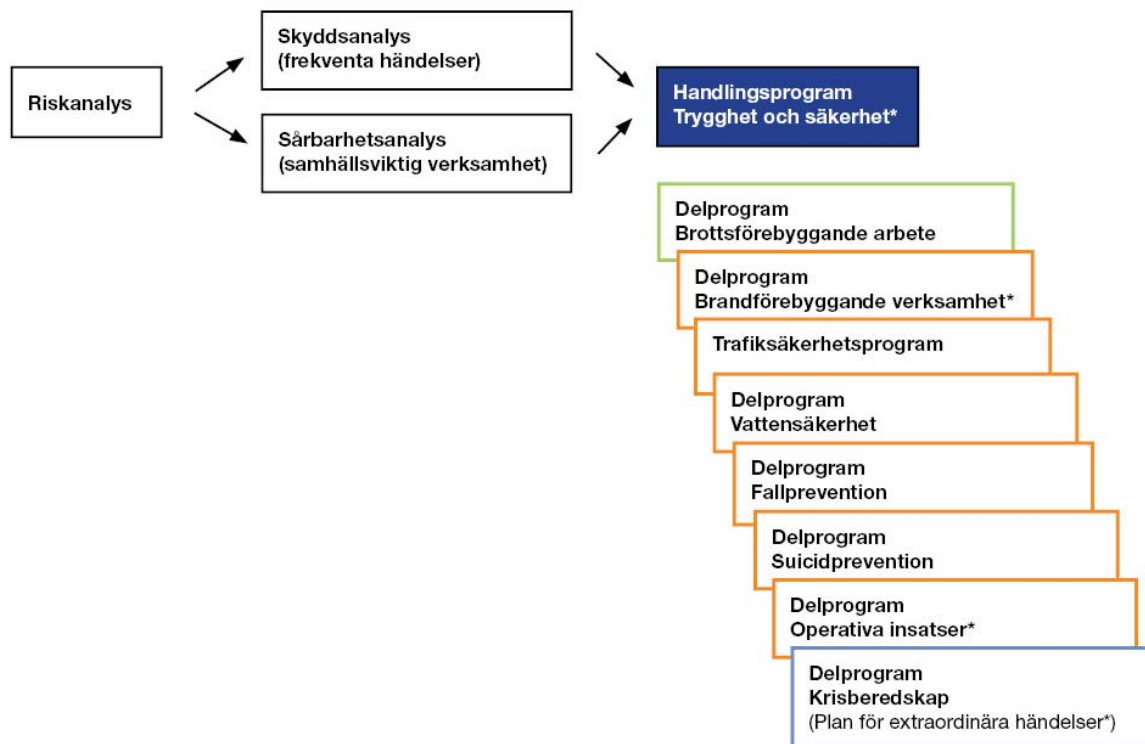 Riskanalys
Skyddsanalys
(frekventa händelser)
Sårbarhetsanalys
(samhällsviktig verksamhet)
Handlingsprogram
Trygghet och säkerhet*
Delprogram
Brottsförebyggande arbete
Delprogram
Brandförebyggande verksamhet*
Trafiksäkerhetsprogram
Delprogram
Vattensäkerhet
Delprogram
Fallprevention
Delprogram
Suicidprevention
Delprogram
Operativa insatser*
Delprogram
Krisberedskap
(Plan för extraordinära händelser*)